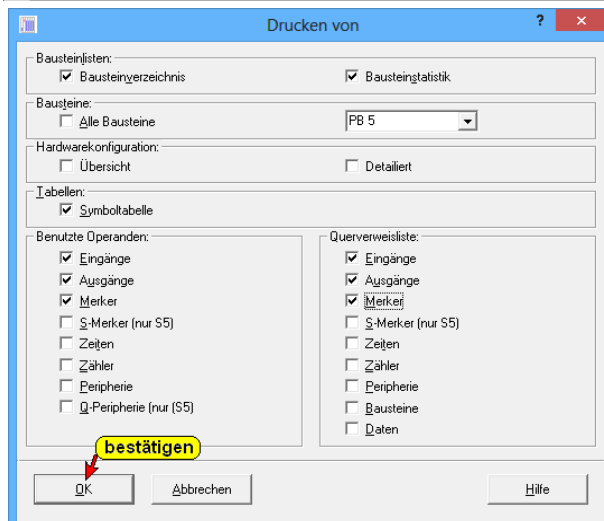 Drucken von
?
Bausteinlisten:
Bausteinverzeichnis
Bausteinstatistik
Bausteine:
Alle Bausteine
PB 5
Hardwarekonfiguration:
Übersicht
Detailiert
Tabellen:
Symboltabelle
Benutzte Operanden:
Eingänge
Ausgänge
Merker
S-Merker (nur S5)
Zeiten
Zähler
Peripherie
Q-Peripherie (nur (S5)
Querverweisliste:
Eingänge
Ausgänge
Merker
S-Merker (nur S5)
Zeiten
Zähler
Peripherie
Bausteine
Daten
bestätigen
OK
Abbrechen
Hilfe